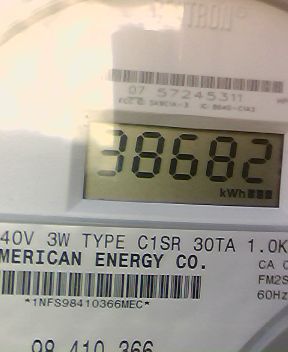 ITRON
07 57245311
38682
kWh
40V 3W TYPE C1SR 30TA 1.0K
MERICAN ENERGY CO.
CA
FM2S
60Hz
*1NFS98410366MEC*
98 410 366